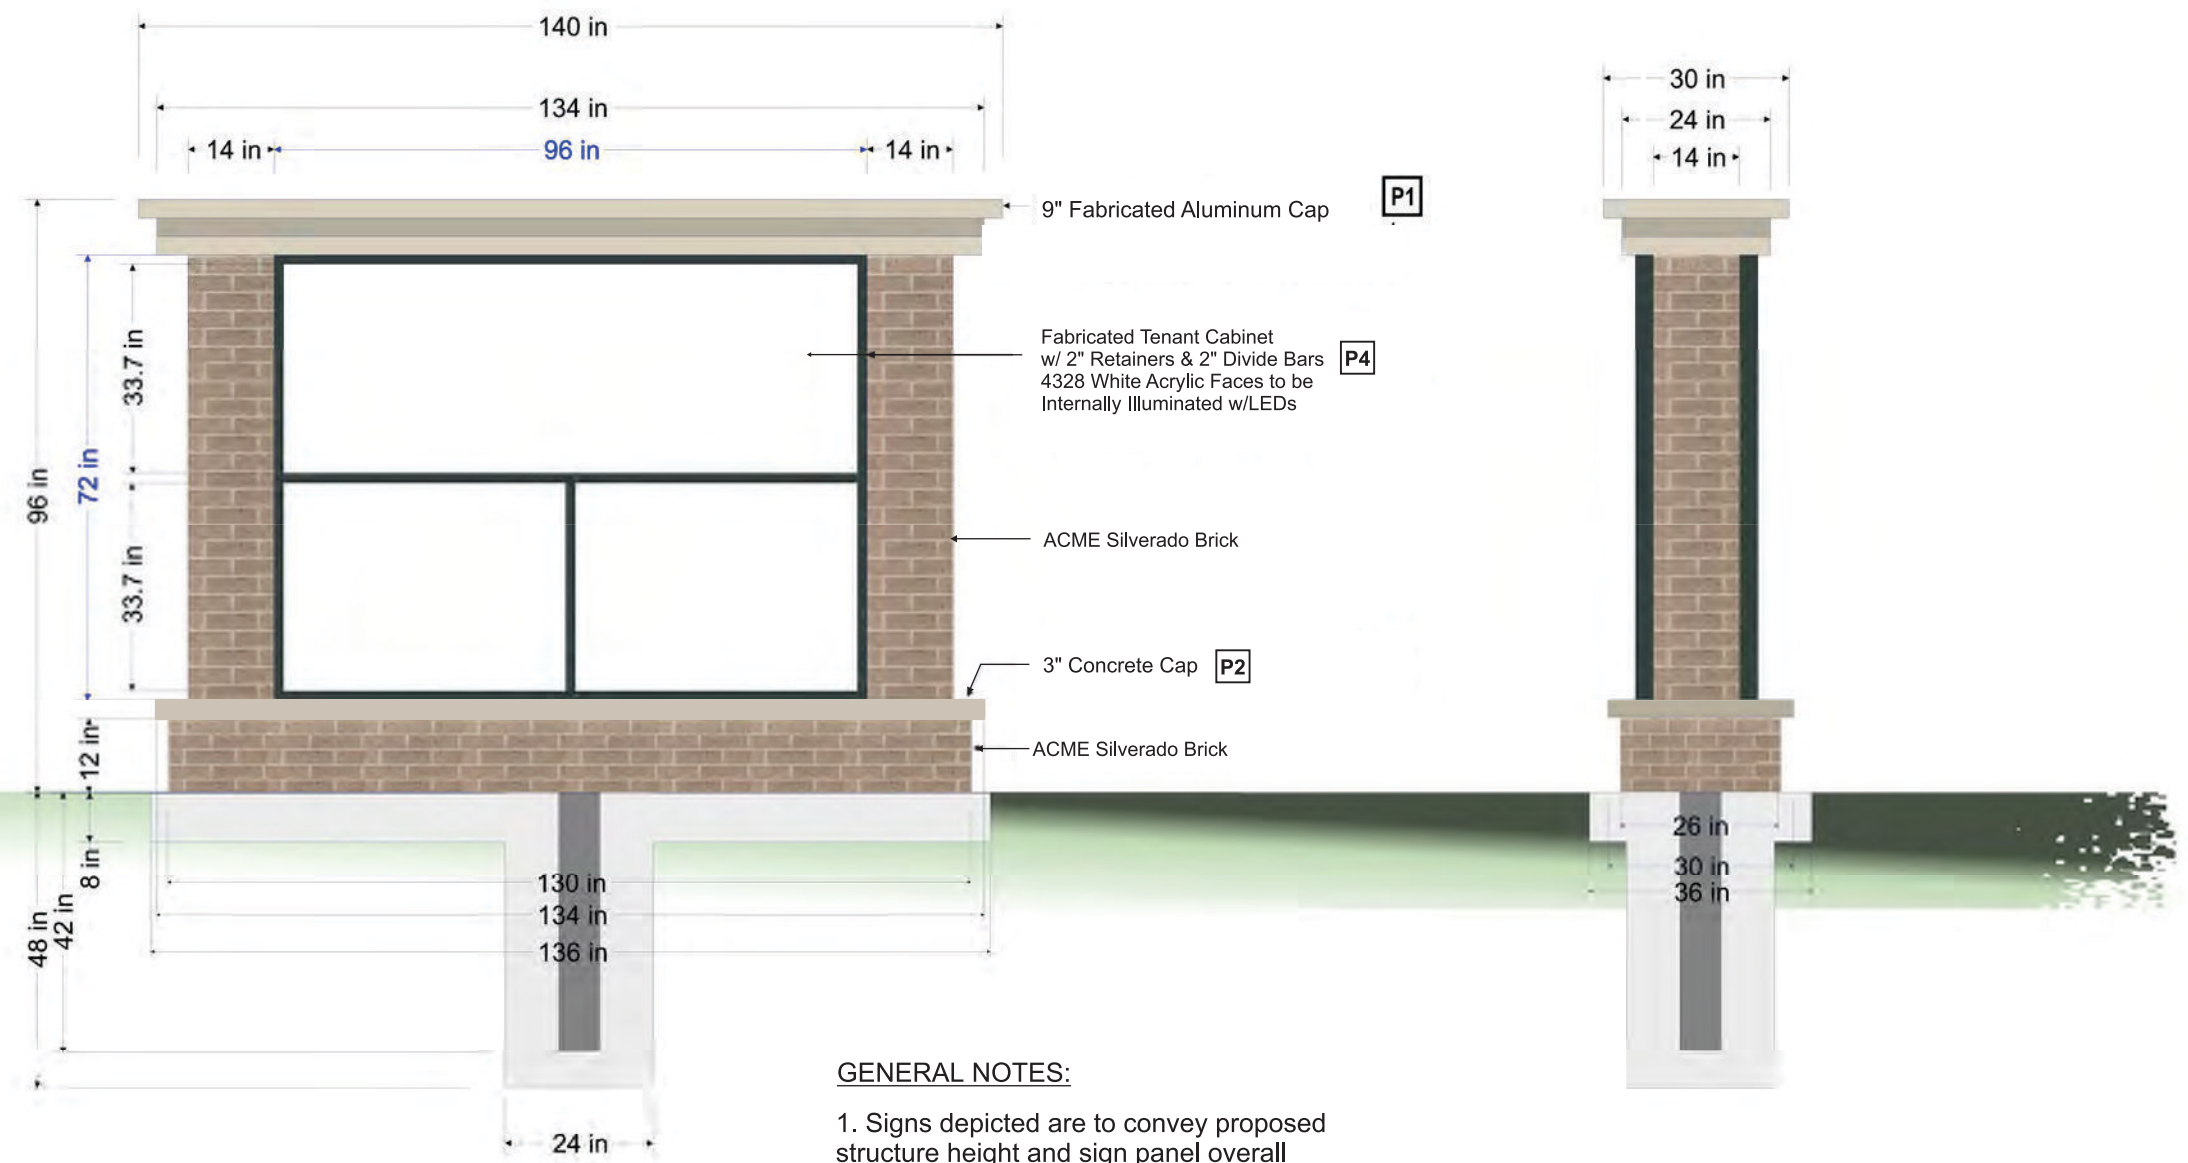 140 in
134 in
14 in
96 in
14 in
30 in
24 in
14 in
9" Fabricated Aluminum Cap
P1
33.7 in
Fabricated Tenant Cabinet
w/ 2" Retainers & 2" Divide Bars
4328 White Acrylic Faces to be
Internally Illuminated w/LEDs
P4
96 in
72 in
33.7 in
ACME Silverado Brick
3" Concrete Cap
P2
12 in
ACME Silverado Brick
8 in
48 in
42 in
130 in
134 in
136 in
26 in
30 in
36 in
24 in
GENERAL NOTES:
1. Signs depicted are to convey proposed
structure height and sign panel overall